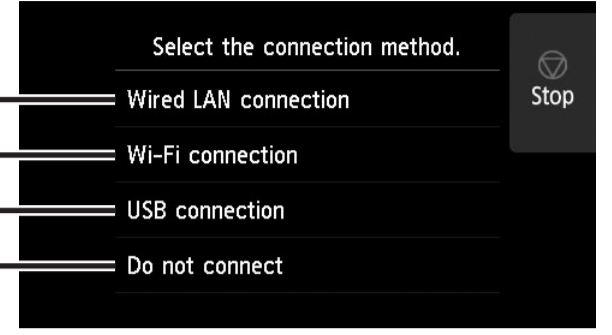 Select the connection method.
Wired LAN connection
Stop
Wi-Fi connection
USB connection
Do not connect